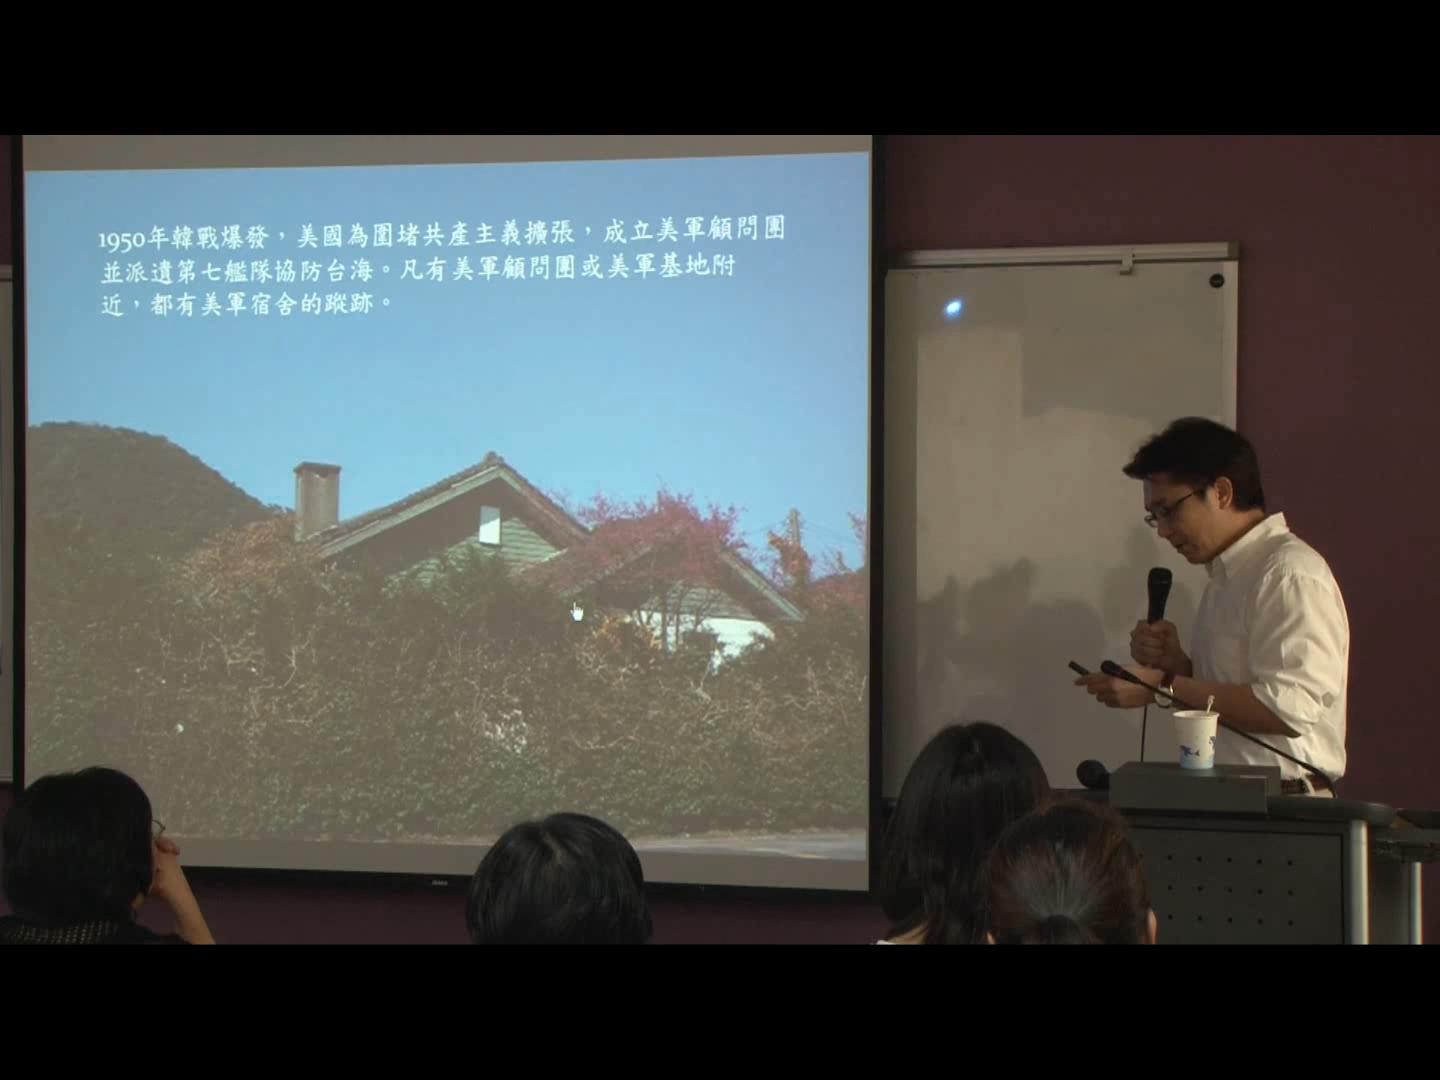 1950年韓戰爆發，美國為圍堵共產主義擴張，成立美軍顧問團
並派遣第七艦隊協防台海。凡有美軍顧問團或美軍基地附
近，都有美軍宿舍的蹤跡。